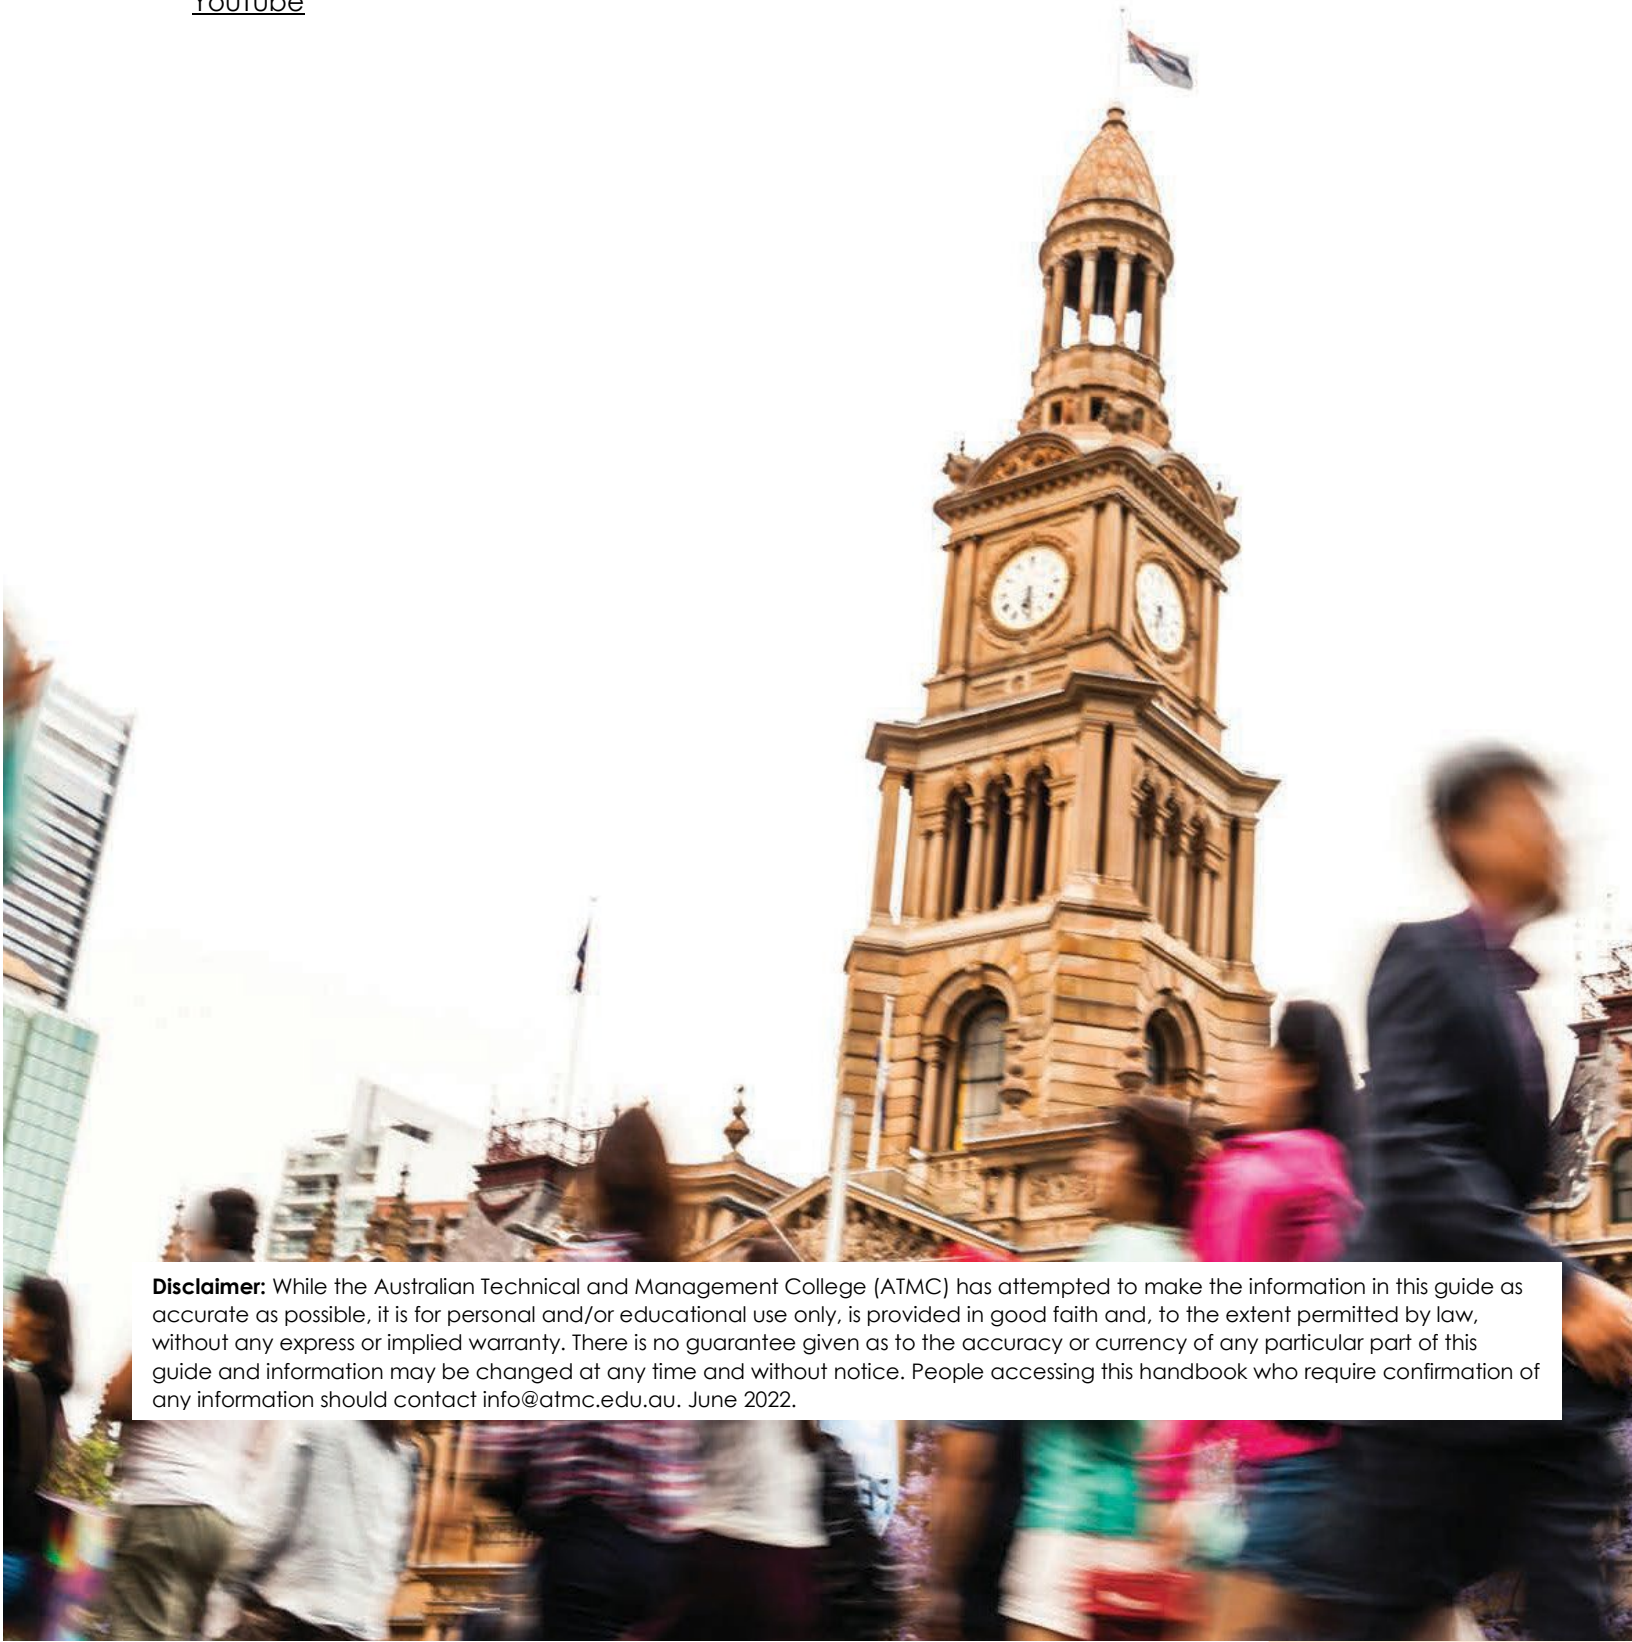 YouTube
Disclaimer: While the Australian Technical and Management College (ATMC) has attempted to make the information in this guide as
accurate as possible, it is for personal and/or educational use only, is provided in good faith and, to the extent permitted by law,
without any express or implied warranty. There is no guarantee given as to the accuracy or currency of any particular part of this
guide and information may be changed at any time and without notice. People accessing this handbook who require confirmation of
any information should contact info@atmc.edu.au. June 2022.